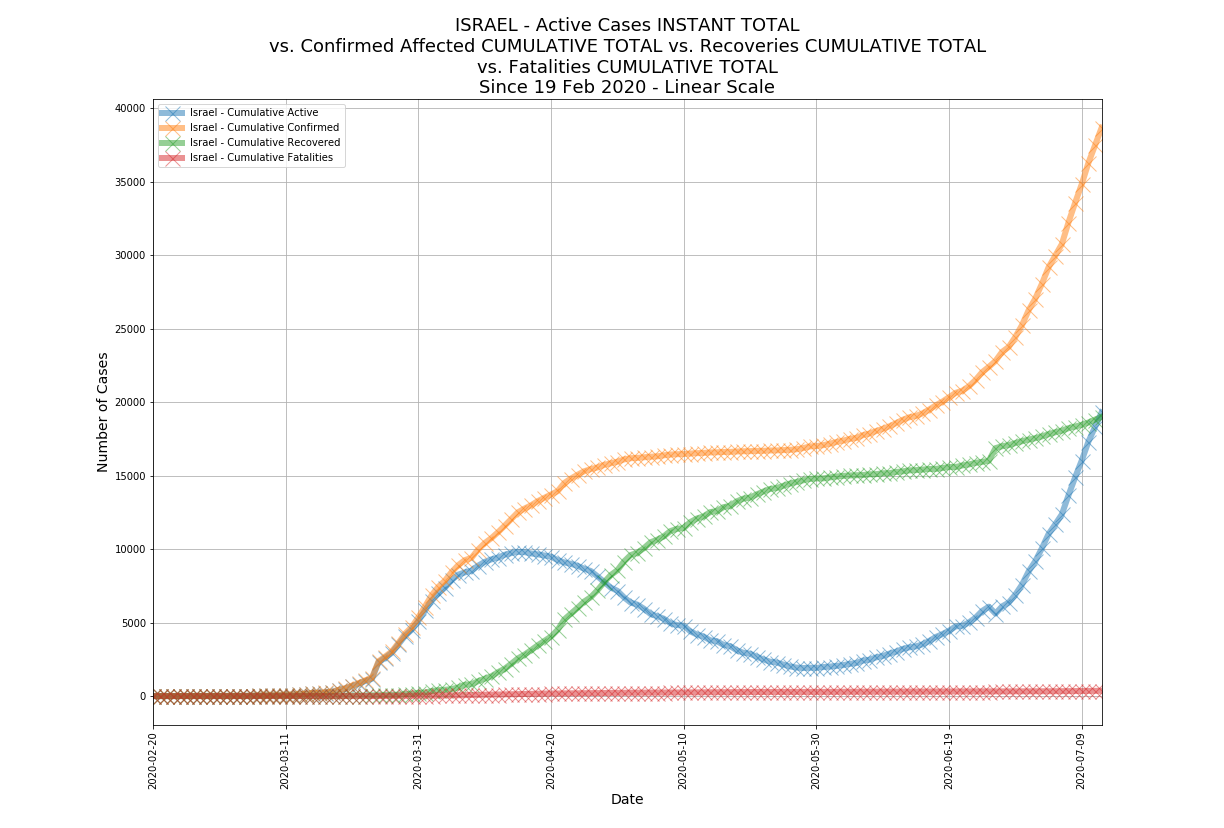 ISRAEL - Active Cases INSTANT TOTAL
vs. Confirmed Affected CUMULATIVE TOTAL vs. Recoveries CUMULATIVE TOTAL
vs. Fatalities CUMULATIVE TOTAL
Since 19 Feb 2020 - Linear Scale
Israel - Cumulative Active
Israel - Cumulative Confirmed
Israel - Cumulative Recovered
Israel - Cumulative Fatalities
Number of Cases
40000
35000
30000
25000
20000
15000
10000
5000
0
2020-02-20
2020-03-11
2020-03-31
2020-04-20
2020-05-10
2020-05-30
2020-06-19
2020-07-09
Date